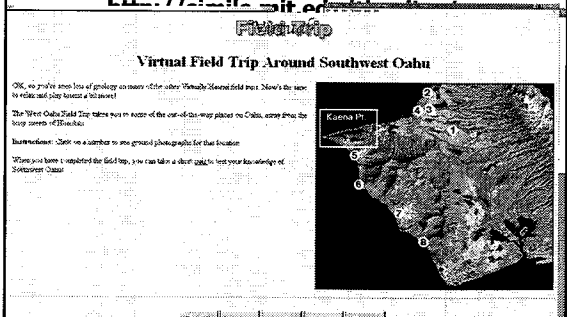 Field Trip
Virtual Field Trip Around Southwest Oahu
OK, so you've seen lots of geology on many of the other Virtually Hawaii field trips. Now's the time
to relax and play tourist a bit more!
The West Oahu Field Trip takes you to some of the out-of-the-way places on Oahu, away from the
busy streets of Honolulu.
Instructions: Click on a number to see ground photographs for that location
When you have completed the field trip, you can take a short quiz to test your knowledge of
Southwest Oahu!
Kaena Pt.
2
4 3
1
5
6
7
8